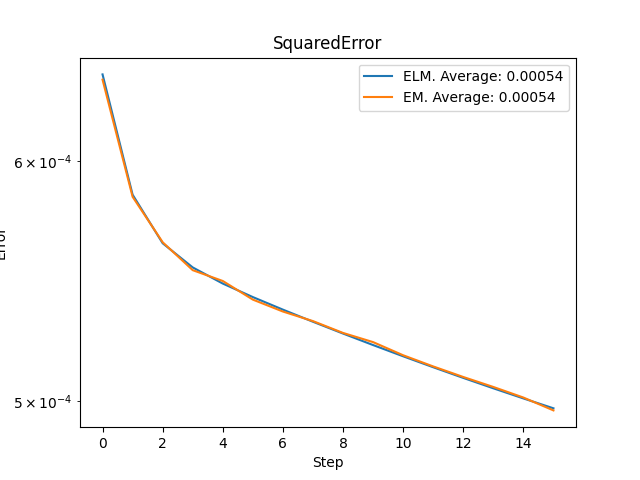 SquaredError
ELM. Average: 0.00054
EM. Average: 0.00054
6 × 10⁻⁴
5 × 10⁻⁴
Error
0 2 4 6 8 10 12 14
Step